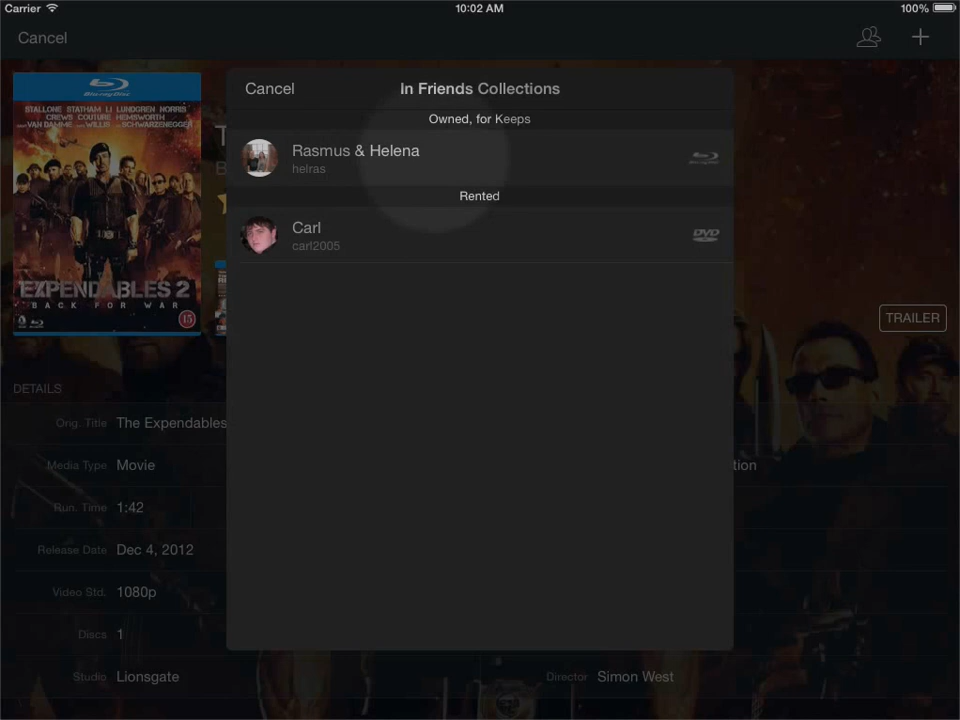 Carrier
10:02 AM
100%
Cancel
Blu-ray Disc
STALLONE STATHAM LI LUNDGREN NORRIS
CREWS COUTURE HEMSWORTH
VAN DAMME WILLIS SCHWARZENEGGER
EXPENDABLES 2
BACK FOR WAR
15
Cancel
In Friends Collections
Owned, for Keeps
Rasmus & Helena
helras
Rented
Carl
carl2005
DVD
TRAILER
DETAILS
Orig. Title The Expendables
Media Type Movie
tion
Run. Time 1:42
Release Date Dec 4, 2012
Video Std. 1080p
Discs 1
Studio Lionsgate
Director Simon West